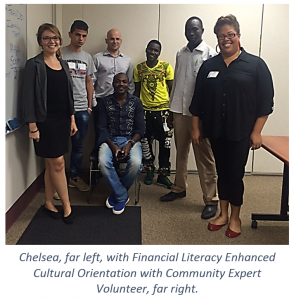 Chelsea, far left, with Financial Literacy Enhanced
Cultural Orientation with Community Expert
Volunteer, far right.